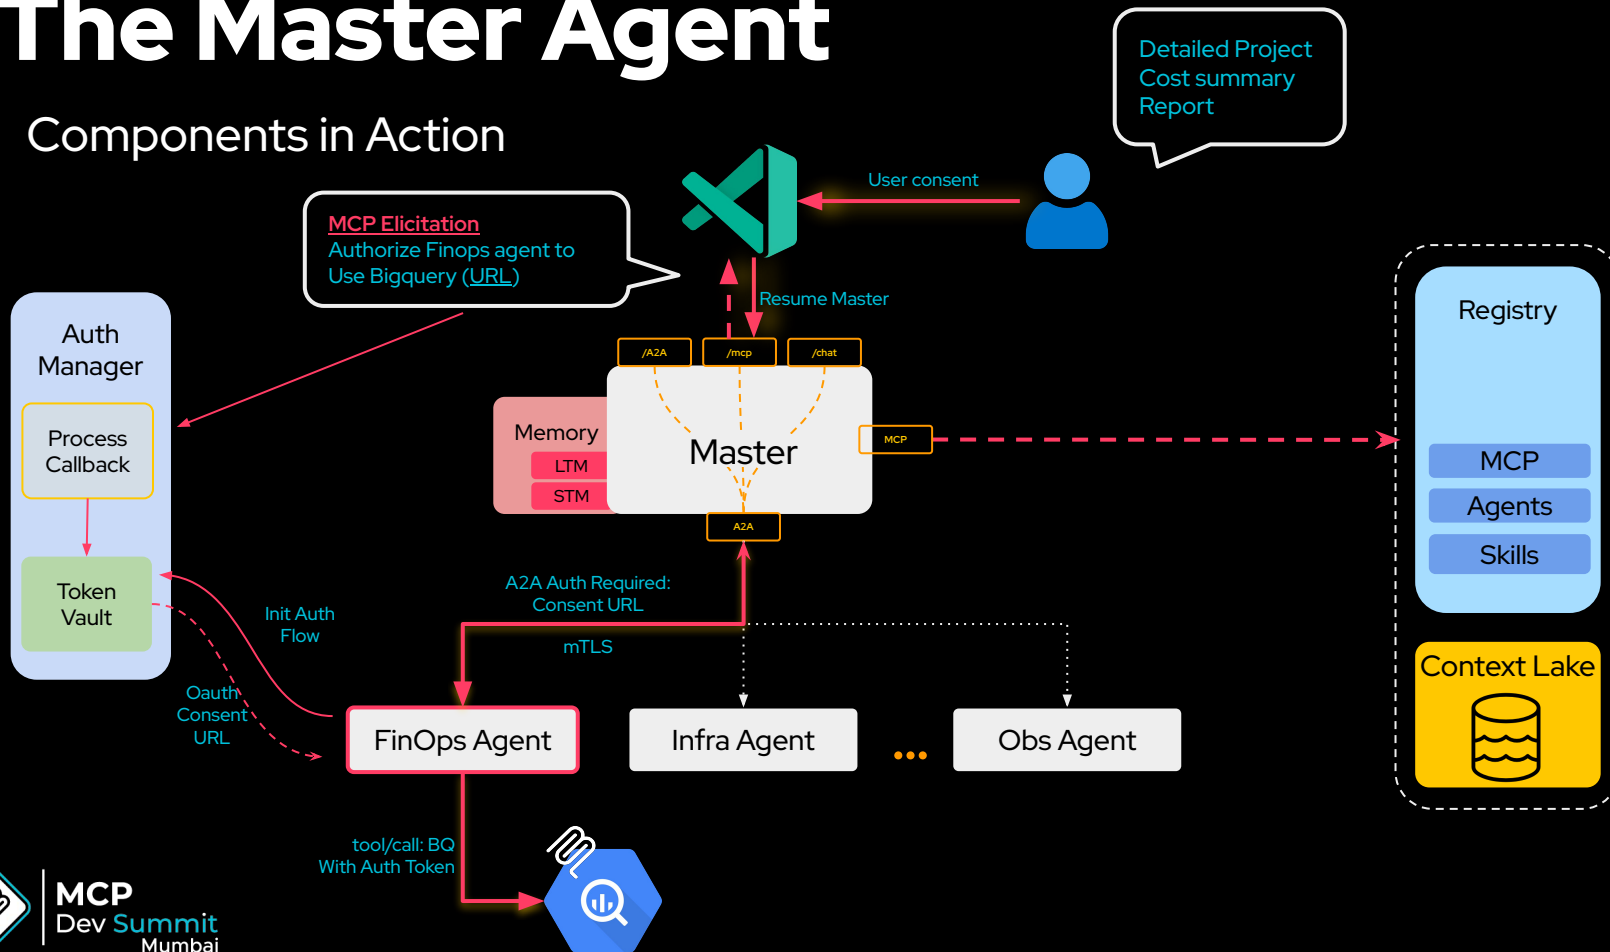 The Master Agent
Components in Action
Detailed Project
Cost summary
Report
User consent
MCP Elicitation
Authorize Finops agent to
Use Bigquery (URL)
Resume Master
Auth
Manager
Process
Callback
Token
Vault
/A2A
/mcp
/chat
Memory
LTM
STM
Master
MCP
A2A
Registry
MCP
Agents
Skills
Context Lake
A2A Auth Required:
Consent URL
mTLS
Init Auth
Flow
Oauth
Consent
URL
FinOps Agent
Infra Agent
Obs Agent
tool/call: BQ
With Auth Token
MCP
Dev Summit
Mumbai